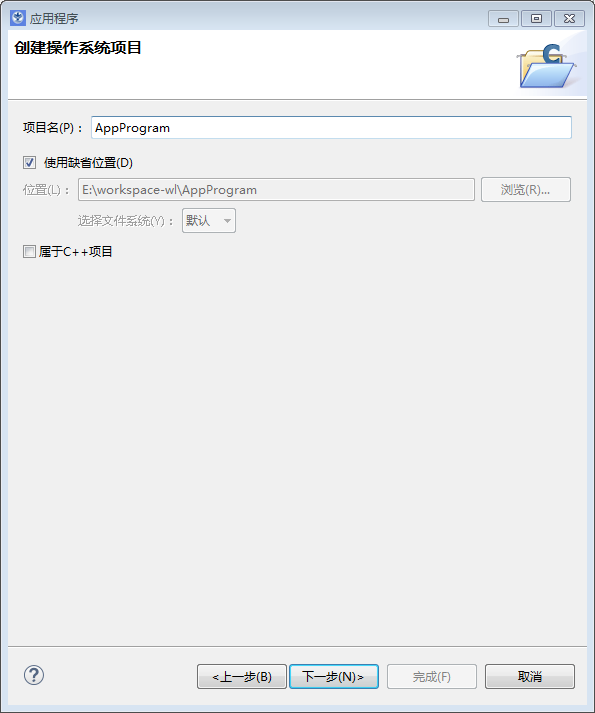 应用程序
创建操作系统项目
C
项目名(P)： AppProgram
使用缺省位置(D)
位置(L)： E:\workspace-wl\AppProgram 浏览(R)...
选择文件系统(Y)： 默认
属于C++项目
? <上一步(B) 下一步(N)> 完成(F) 取消